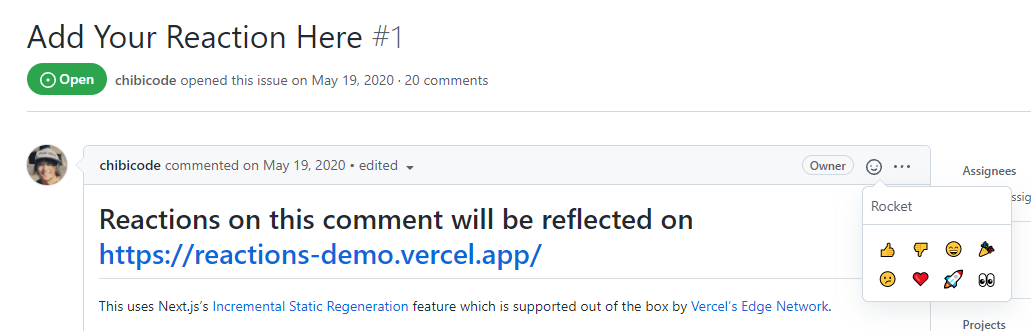 Add Your Reaction Here #1
Open chibicode opened this issue on May 19, 2020 · 20 comments
chibicode commented on May 19, 2020 • edited
Owner
Assignees
Rocket
Reactions on this comment will be reflected on
https://reactions-demo.vercel.app/
This uses Next.js’s Incremental Static Regeneration feature which is supported out of the box by Vercel’s Edge Network.
Projects